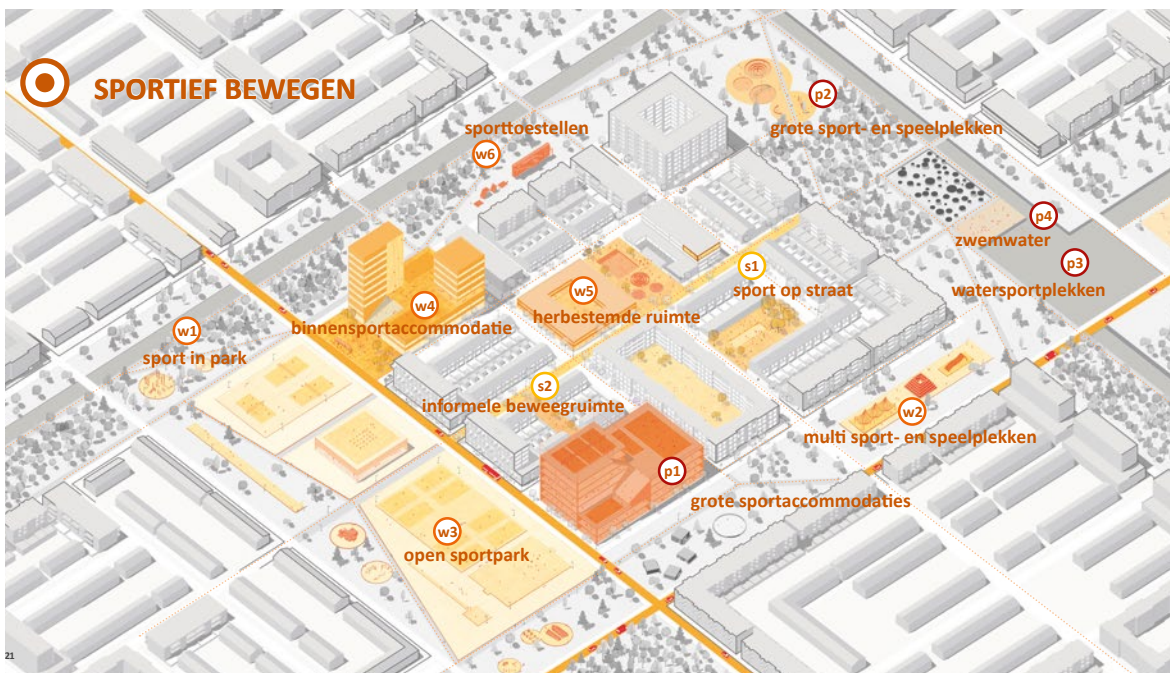 SPORTIEF BEWEGEN
p2
grote sport- en speelplekken
sporttoestellen
w6
p4
zwemwater
p3
watersportplekken
s1
sport op straat
w5
herbestemde ruimte
w4
binnensportaccommodatie
w1
sport in park
s2
informele beweegruimte
w2
multi sport- en speelplekken
p1
grote sportaccommodaties
w3
open sportpark
21